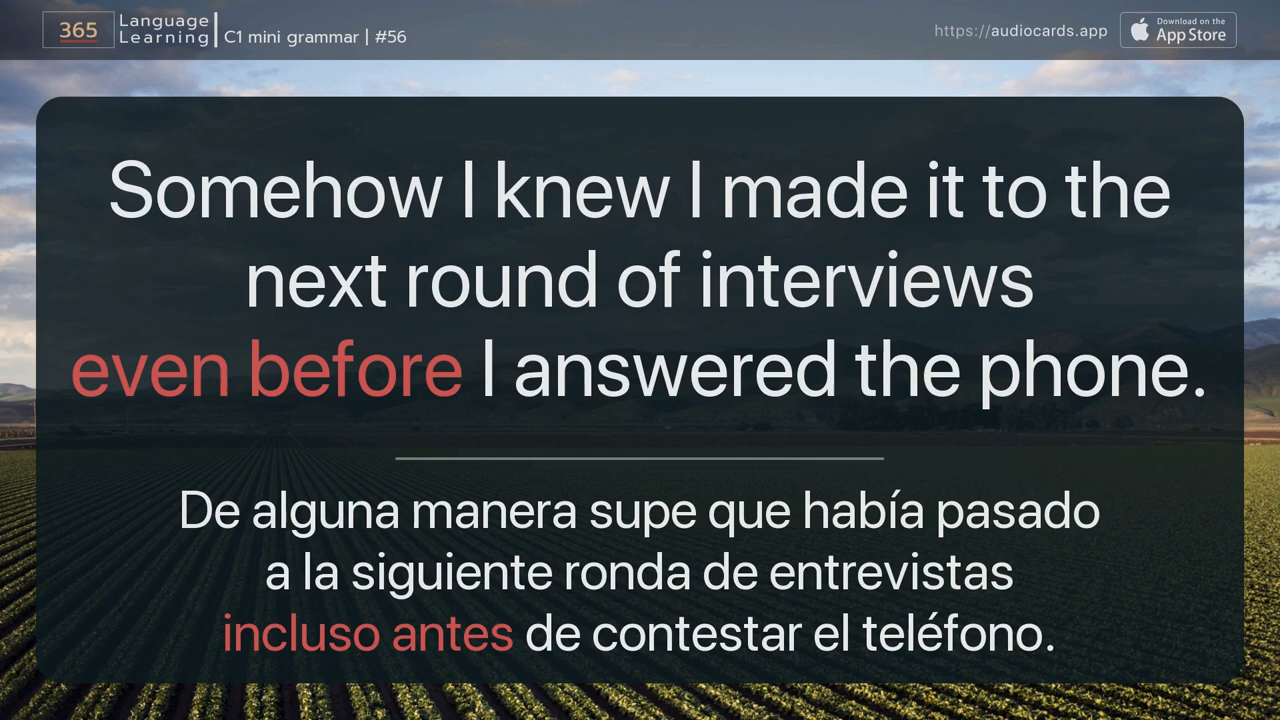 365
Language
Learning
C1 mini grammar | #56
https://audiocards.app
Download on the
App Store
Somehow I knew I made it to the
next round of interviews
even before I answered the phone.
De alguna manera supe que había pasado
a la siguiente ronda de entrevistas
incluso antes de contestar el teléfono.